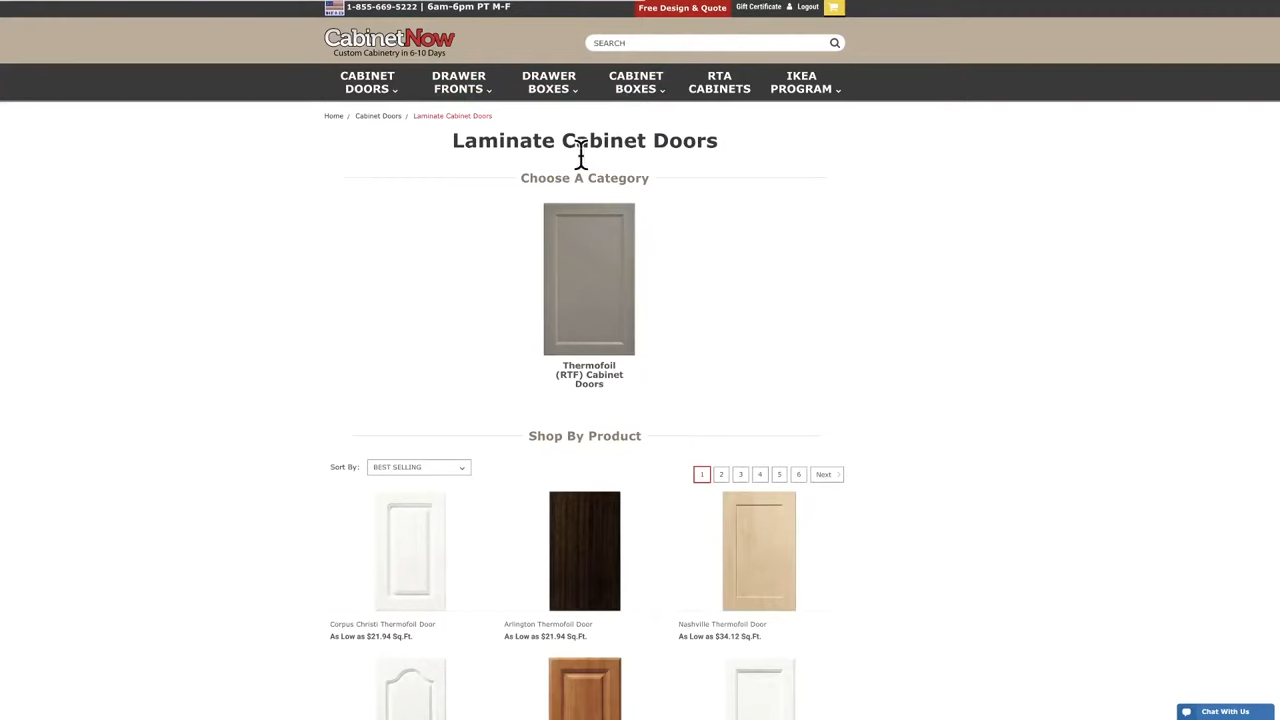 1-855-669-5222 | 6am-6pm PT M-F
Free Design & Quote
Gift Certificate
Logout
CabinetNow
Custom Cabinetry in 6-10 Days
SEARCH
CABINET DOORS
DRAWER FRONTS
DRAWER BOXES
CABINET BOXES
RTA CABINETS
IKEA PROGRAM
Home / Cabinet Doors / Laminate Cabinet Doors
Laminate Cabinet Doors
Choose A Category
Thermofoil
(RTF) Cabinet
Doors
Shop By Product
Sort By: BEST SELLING
1 2 3 4 5 6 Next
Corpus Christi Thermofoil Door
As Low as $21.94 Sq.Ft.
Arlington Thermofoil Door
As Low as $21.94 Sq.Ft.
Nashville Thermofoil Door
As Low as $34.12 Sq.Ft.
Chat With Us